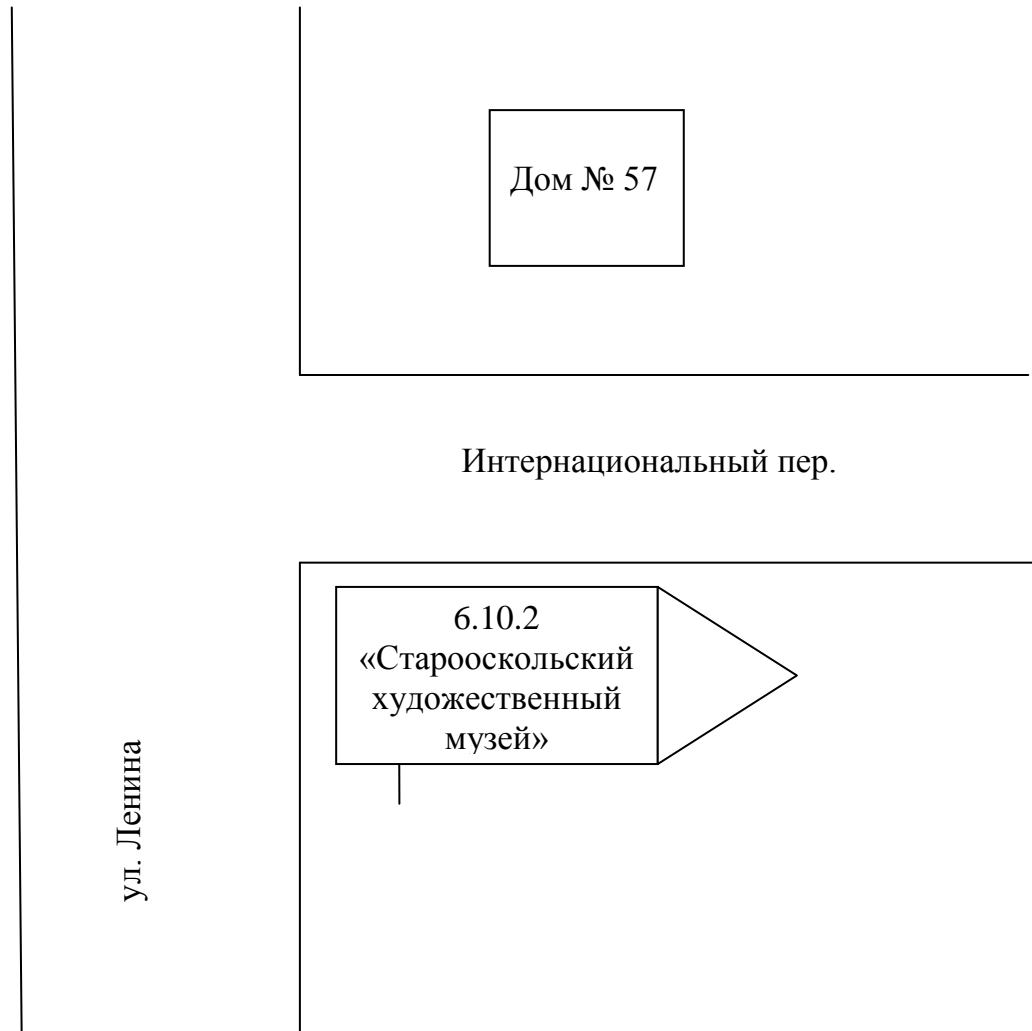 Дом № 57
Интернациональный пер.
6.10.2
«Старооскольский
художественный
музей»
ул. Ленина